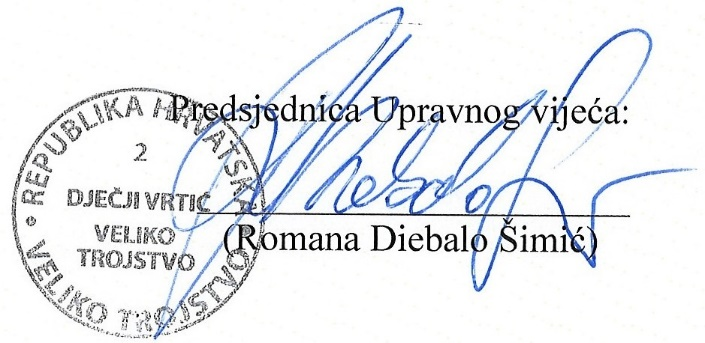 Predsjednica Upravnog vijeća:
(Romana Diebalo Šimić)
REPUBLIKA HRVATSKA
2
DJEČJI VRTIĆ
VELIKO
TROJSTVO
VELIKO TROJSTVO